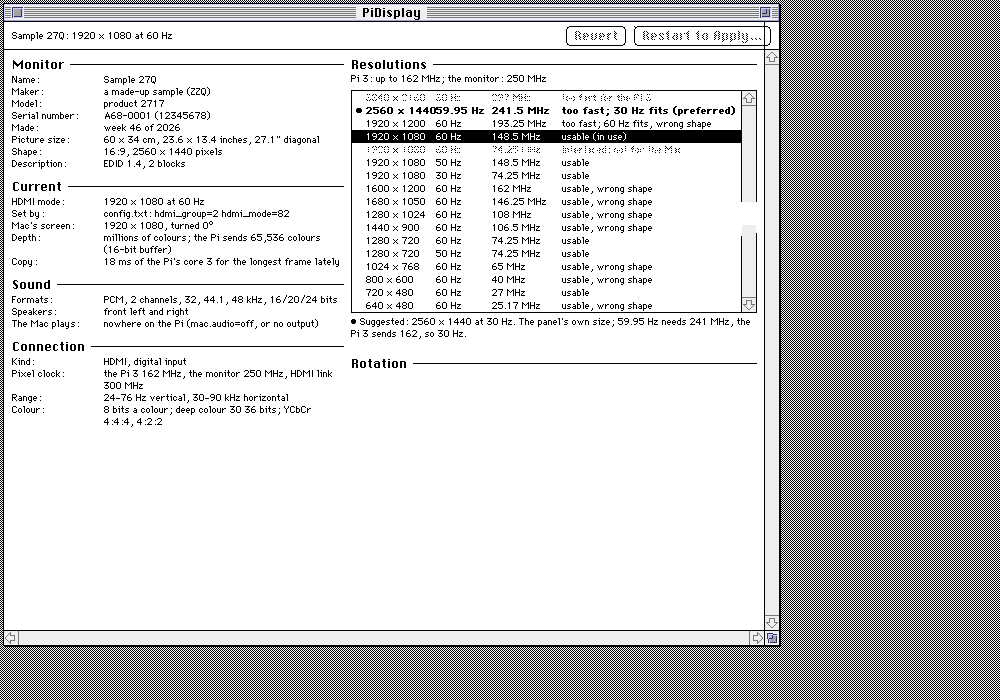 PiDisplay
Sample 27Q: 1920 × 1080 at 60 Hz
Revert
Restart to Apply...
Monitor
Name: Sample 27Q
Maker: a made-up sample (ZZQ)
Model: product 2717
Serial number: A68-0001 (12345678)
Made: week 46 of 2026
Picture size: 60 × 34 cm, 23.6 × 13.4 inches, 27.1" diagonal
Shape: 16:9, 2560 × 1440 pixels
Description: EDID 1.4, 2 blocks
Current
HDMI mode: 1920 × 1080 at 60 Hz
Set by: config.txt: hdmi_group=2 hdmi_mode=82
Mac's screen: 1920 × 1080, turned 0°
Depth: millions of colours; the Pi sends 65,536 colours
(16-bit buffer)
Copy: 18 ms of the Pi's core 3 for the longest frame lately
Sound
Formats: PCM, 2 channels, 32, 44.1, 48 kHz, 16/20/24 bits
Speakers: front left and right
The Mac plays: nowhere on the Pi (mac.audio=off, or no output)
Connection
Kind: HDMI, digital input
Pixel clock: the Pi 3 162 MHz, the monitor 250 MHz, HDMI link
300 MHz
Range: 24-76 Hz vertical, 30-90 kHz horizontal
Colour: 8 bits a colour; deep colour 30 36 bits; YCbCr
4:4:4, 4:2:2
Resolutions
Pi 3: up to 162 MHz; the monitor: 250 MHz
3840 × 2160 30 Hz 297 MHz too fast for the Pi 3
● 2560 × 1440 59.95 Hz 241.5 MHz too fast; 30 Hz fits (preferred)
1920 × 1200 60 Hz 193.25 MHz too fast; 60 Hz fits, wrong shape
1920 × 1080 60 Hz 148.5 MHz usable (in use)
1920 × 1080 60 Hz 74.25 MHz interlaced: not for the Mac
1920 × 1080 50 Hz 148.5 MHz usable
1920 × 1080 30 Hz 74.25 MHz usable
1600 × 1200 60 Hz 162 MHz usable, wrong shape
1680 × 1050 60 Hz 146.25 MHz usable, wrong shape
1280 × 1024 60 Hz 108 MHz usable, wrong shape
1440 × 900 60 Hz 106.5 MHz usable, wrong shape
1280 × 720 60 Hz 74.25 MHz usable
1280 × 720 50 Hz 74.25 MHz usable
1024 × 768 60 Hz 65 MHz usable, wrong shape
800 × 600 60 Hz 40 MHz usable, wrong shape
720 × 480 60 Hz 27 MHz usable
640 × 480 60 Hz 25.17 MHz usable, wrong shape
● Suggested: 2560 × 1440 at 30 Hz. The panel's own size; 59.95 Hz needs 241 MHz, the
Pi 3 sends 162, so 30 Hz.
Rotation